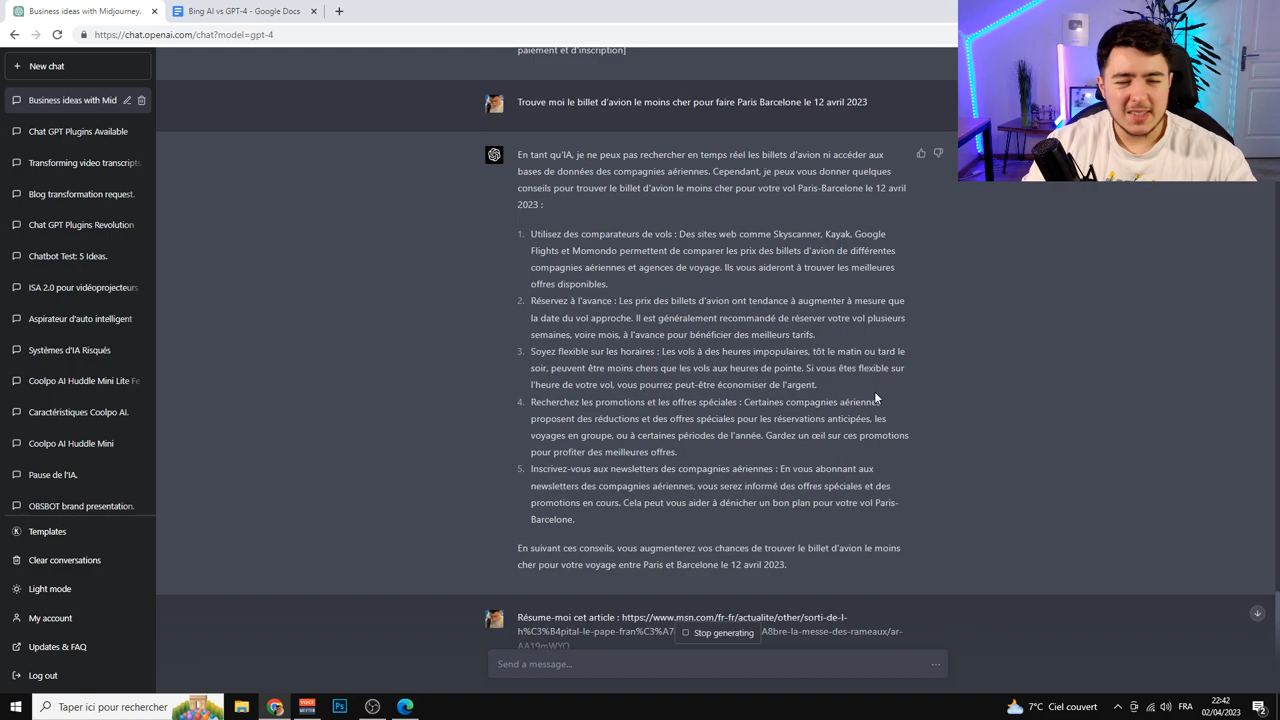 Business ideas with Midjourney.
Bing AI vs GPT-4 - Google Docs
https://chat.openai.com/chat?model=gpt-4
New chat
Business ideas with Mid
Chat GPT Plugins Available
Transforming video transcripts
Blog transformation request.
Chat GPT Plugins Revolution
Chatbot Test: 5 Ideas.
ISA 2.0 pour vidéoprojecteurs
Aspirateur d'auto intelligent
Systèmes d'IA Risqués
Coolpo AI Huddle Mini Lite Fe
Caractéristiques Coolpo AI.
Coolpo AI Huddle Mini
Pause de l'IA.
OBSBOT brand presentation.
Templates
Clear conversations
Light mode
My account
Updates & FAQ
Log out
paiement et d'inscription]
Trouve moi le billet d'avion le moins cher pour faire Paris Barcelone le 12 avril 2023
En tant qu'IA, je ne peux pas rechercher en temps réel les billets d'avion ni accéder aux
bases de données des compagnies aériennes. Cependant, je peux vous donner quelques
conseils pour trouver le billet d'avion le moins cher pour votre vol Paris-Barcelone le 12 avril
2023 :
1. Utilisez des comparateurs de vols : Des sites web comme Skyscanner, Kayak, Google
Flights et Momondo permettent de comparer les prix des billets d'avion de différentes
compagnies aériennes et agences de voyage. Ils vous aideront à trouver les meilleures
offres disponibles.
2. Réservez à l'avance : Les prix des billets d'avion ont tendance à augmenter à mesure que
la date du vol approche. Il est généralement recommandé de réserver votre vol plusieurs
semaines, voire mois, à l'avance pour bénéficier des meilleurs tarifs.
3. Soyez flexible sur les horaires : Les vols à des heures impopulaires, tôt le matin ou tard le
soir, peuvent être moins chers que les vols aux heures de pointe. Si vous êtes flexible sur
l'heure de votre vol, vous pourrez peut-être économiser de l'argent.
4. Recherchez les promotions et les offres spéciales : Certaines compagnies aériennes
proposent des réductions et des offres spéciales pour les réservations anticipées, les
voyages en groupe, ou à certaines périodes de l'année. Gardez un œil sur ces promotions
pour profiter des meilleures offres.
5. Inscrivez-vous aux newsletters des compagnies aériennes : En vous abonnant aux
newsletters des compagnies aériennes, vous serez informé des offres spéciales et des
promotions en cours. Cela peut vous aider à dénicher un bon plan pour votre vol Paris-
Barcelone.
En suivant ces conseils, vous augmenterez vos chances de trouver le billet d'avion le moins
cher pour votre voyage entre Paris et Barcelone le 12 avril 2023.
Résume-moi cet article : https://www.msn.com/fr-fr/actualite/other/sorti-de-l-
h%C3%B4pital-le-pape-fran%C3%A7 A8bre-la-messe-des-rameaux/ar-
AA19mWYO
Stop generating
Send a message...
Taper ici pour rechercher
7°C Ciel couvert
FRA
22:42
02/04/2023
2